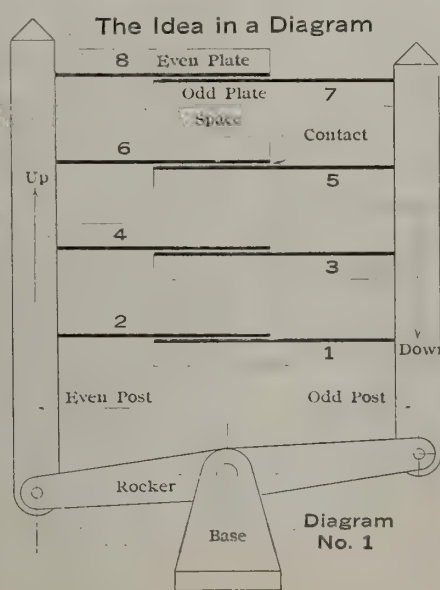 The Idea in a Diagram
8 Even Plate
Odd Plate 7
Space
Contact
6
Up
5
4
3
2
1 Down
Even Post Odd Post
Rocker
Base
Diagram
No. 1